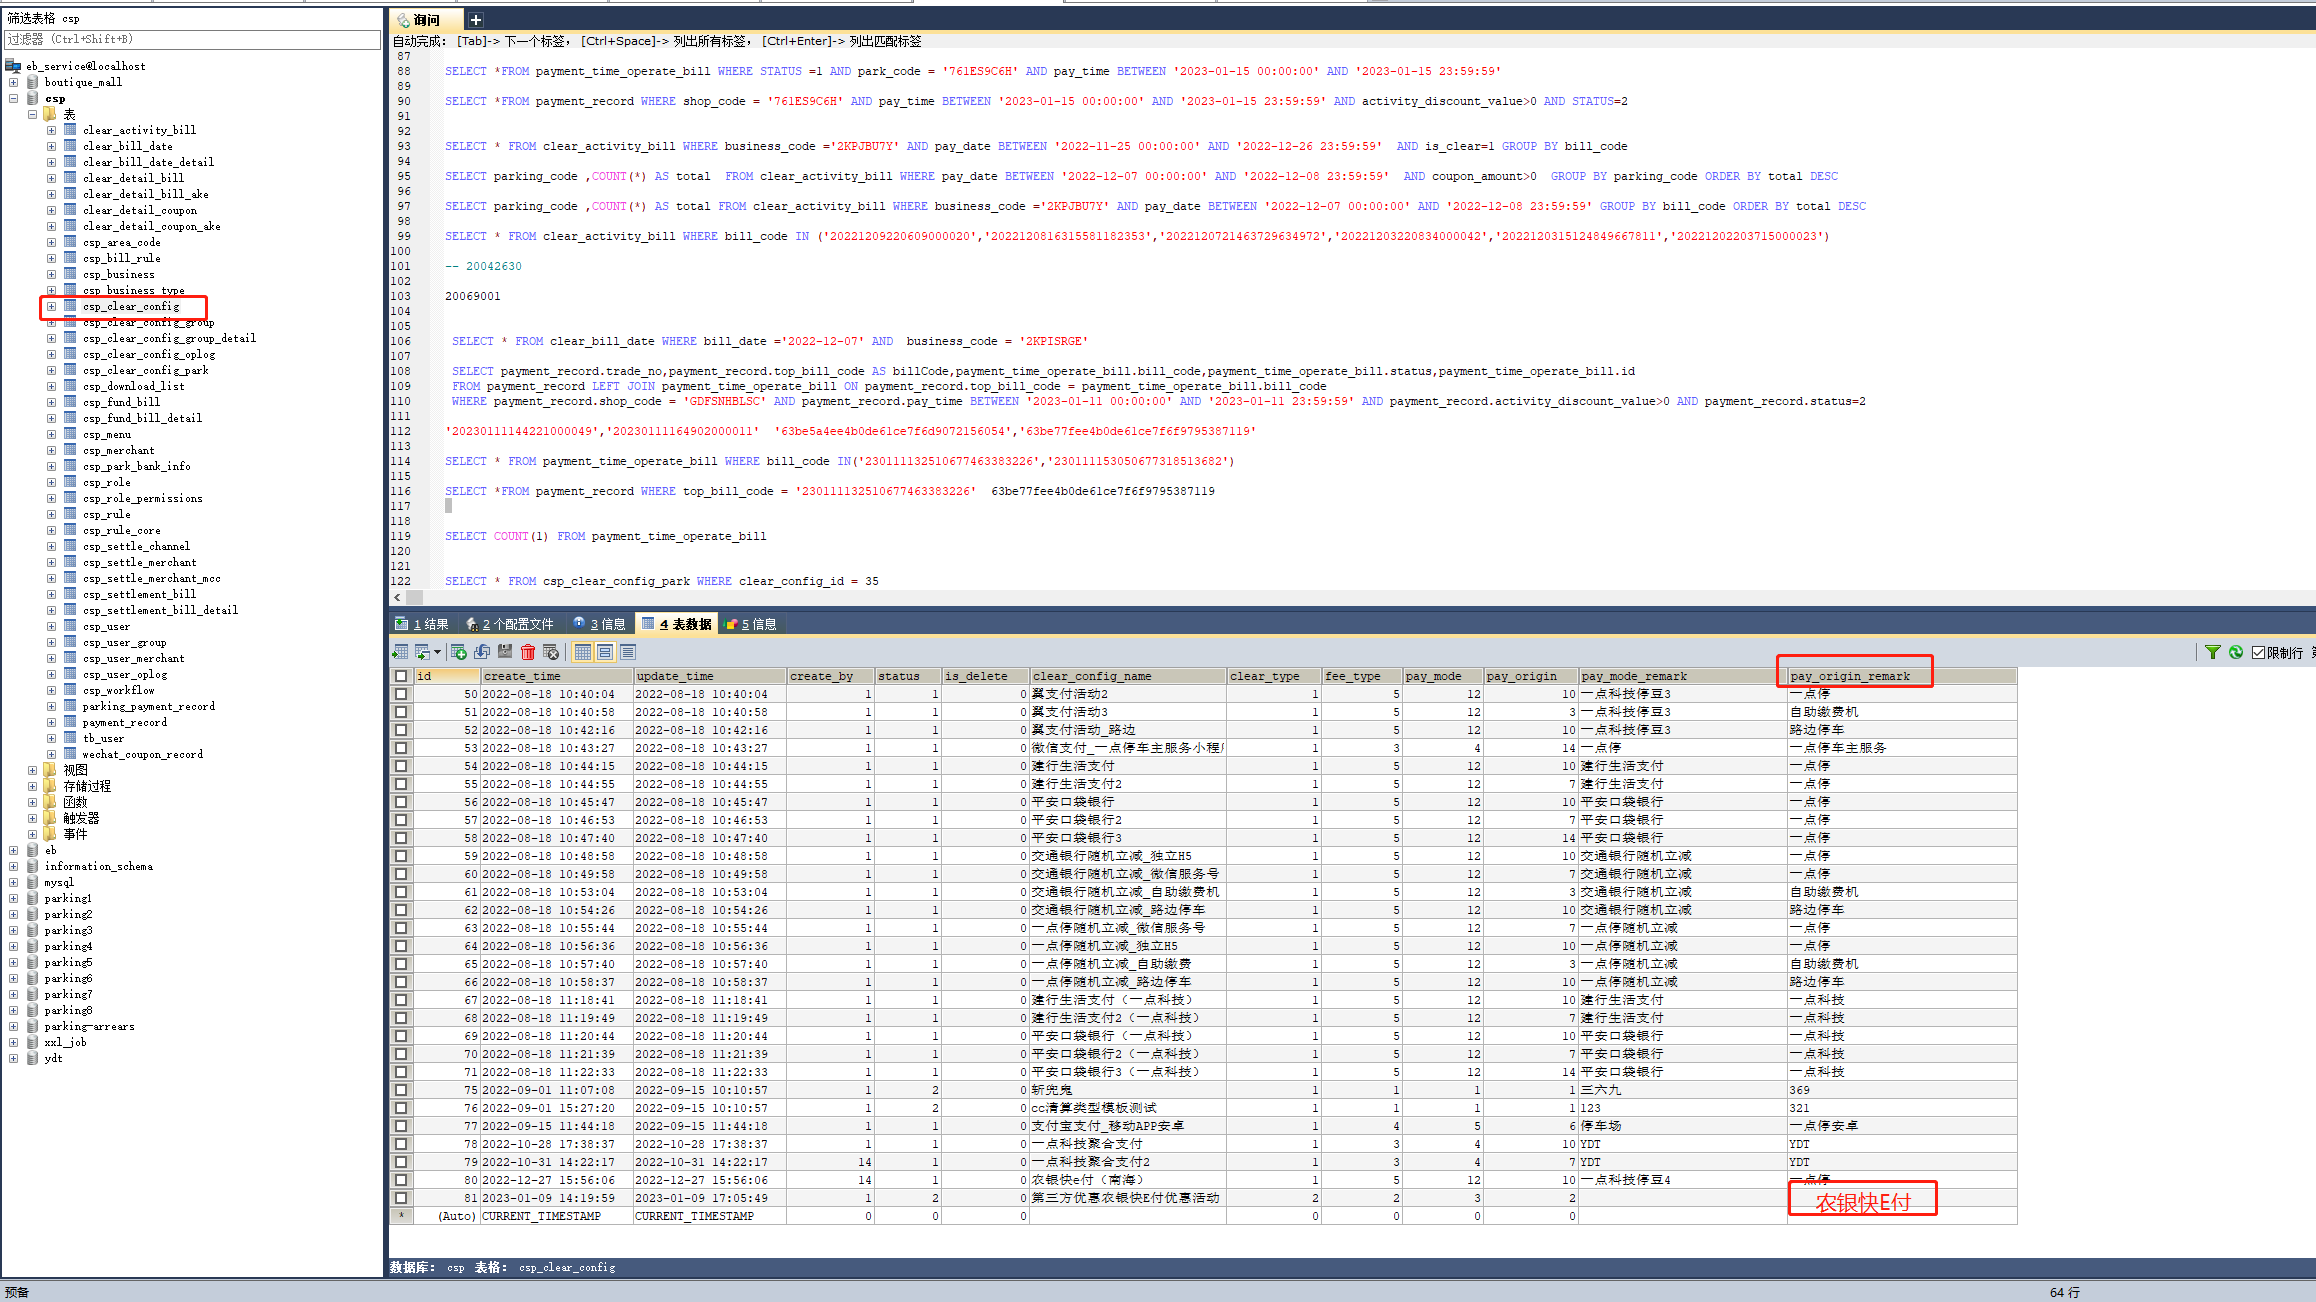 筛选表格 csp
过滤器 (Ctrl+Shift+B)
eb_service@localhost
boutique_mall
csp
表
clear_activity_bill
clear_bill_date
clear_bill_date_detail
clear_detail_bill
clear_detail_bill_ake
clear_detail_coupon
clear_detail_coupon_ake
csp_area_code
csp_bill_rule
csp_business
csp_business_type
csp_clear_config
csp_clear_config_group
csp_clear_config_group_detail
csp_clear_config_oplog
csp_clear_config_park
csp_download_list
csp_fund_bill
csp_fund_bill_detail
csp_menu
csp_merchant
csp_park_bank_info
csp_role
csp_role_permissions
csp_rule
csp_rule_core
csp_settle_channel
csp_settle_merchant
csp_settle_merchant_mcc
csp_settlement_bill
csp_settlement_bill_detail
csp_user
csp_user_group
csp_user_merchant
csp_user_oplog
csp_workflow
parking_payment_record
payment_record
tb_user
wechat_coupon_record
视图
存储过程
函数
触发器
事件
eb
information_schema
mysql
parking1
parking2
parking3
parking4
parking5
parking6
parking7
parking8
parking-arrears
xxl_job
ydt
询问
自动完成： [Tab]-> 下一个标签， [Ctrl+Space]-> 列出所有标签， [Ctrl+Enter]-> 列出匹配标签
87
88 SELECT *FROM payment_time_operate_bill WHERE STATUS =1 AND park_code = '761ES9C6H' AND pay_time BETWEEN '2023-01-15 00:00:00' AND '2023-01-15 23:59:59'
89
90 SELECT *FROM payment_record WHERE shop_code = '761ES9C6H' AND pay_time BETWEEN '2023-01-15 00:00:00' AND '2023-01-15 23:59:59' AND activity_discount_value>0 AND STATUS=2
91
92
93 SELECT * FROM clear_activity_bill WHERE business_code ='2KPJBU7Y' AND pay_date BETWEEN '2022-11-25 00:00:00' AND '2022-12-26 23:59:59'  AND is_clear=1 GROUP BY bill_code
94
95 SELECT parking_code ,COUNT(*) AS total  FROM clear_activity_bill WHERE pay_date BETWEEN '2022-12-07 00:00:00' AND '2022-12-08 23:59:59'  AND coupon_amount>0  GROUP BY parking_code ORDER BY total DESC
96
97 SELECT parking_code ,COUNT(*) AS total FROM clear_activity_bill WHERE business_code ='2KPJBU7Y' AND pay_date BETWEEN '2022-12-07 00:00:00' AND '2022-12-08 23:59:59' GROUP BY bill_code ORDER BY total DESC
98
99 SELECT * FROM clear_activity_bill WHERE bill_code IN ('20221209220609000020','2022120816315581182353','2022120721463729634972','20221203220834000042','2022120315124849667811','20221202203715000023')
100
101 -- 20042630
102
103 20069001
104
105
106 SELECT * FROM clear_bill_date WHERE bill_date ='2022-12-07' AND  business_code = '2KPISRGE'
107
108 SELECT payment_record.trade_no,payment_record.top_bill_code AS billCode,payment_time_operate_bill.bill_code,payment_time_operate_bill.status,payment_time_operate_bill.id
109 FROM payment_record LEFT JOIN payment_time_operate_bill ON payment_record.top_bill_code = payment_time_operate_bill.bill_code
110 WHERE payment_record.shop_code = 'GDFSNHBLSC' AND payment_record.pay_time BETWEEN '2023-01-11 00:00:00' AND '2023-01-11 23:59:59' AND payment_record.activity_discount_value>0 AND payment_record.status=2
111
112 '20230111144221000049','20230111164902000011'  '63be5a4ee4b0de61ce7f6d9072156054','63be77fee4b0de61ce7f6f9795387119'
113
114 SELECT * FROM payment_time_operate_bill WHERE bill_code IN('230111132510677463383226','230111153050677318513682')
115
116 SELECT *FROM payment_record WHERE top_bill_code = '230111132510677463383226'  63be77fee4b0de61ce7f6f9795387119
117
118
119 SELECT COUNT(1) FROM payment_time_operate_bill
120
121
122 SELECT * FROM csp_clear_config_park WHERE clear_config_id = 35
1 结果 2 个配置文件 3 信息 4 表数据 5 信息
限制行
id create_time update_time create_by status is_delete clear_config_name clear_type fee_type pay_mode pay_origin pay_mode_remark pay_origin_remark
50 2022-08-18 10:40:04 2022-08-18 10:40:04 1 1 0 翼支付活动2 1 5 12 10 一点科技停豆3 一点停
51 2022-08-18 10:40:58 2022-08-18 10:40:58 1 1 0 翼支付活动3 1 5 12 3 一点科技停豆3 自助缴费机
52 2022-08-18 10:42:16 2022-08-18 10:42:16 1 1 0 翼支付活动_路边 1 5 12 10 一点科技停豆3 路边停车
53 2022-08-18 10:43:27 2022-08-18 10:43:27 1 1 0 微信支付_一点停车主服务小程 1 3 4 14 一点停 一点停车主服务
54 2022-08-18 10:44:15 2022-08-18 10:44:15 1 1 0 建行生活支付 1 5 12 10 建行生活支付 一点停
55 2022-08-18 10:44:55 2022-08-18 10:44:55 1 1 0 建行生活支付2 1 5 12 7 建行生活支付 一点停
56 2022-08-18 10:45:47 2022-08-18 10:45:47 1 1 0 平安口袋银行 1 5 12 10 平安口袋银行 一点停
57 2022-08-18 10:46:53 2022-08-18 10:46:53 1 1 0 平安口袋银行2 1 5 12 7 平安口袋银行 一点停
58 2022-08-18 10:47:40 2022-08-18 10:47:40 1 1 0 平安口袋银行3 1 5 12 14 平安口袋银行 一点停
59 2022-08-18 10:48:58 2022-08-18 10:48:58 1 1 0 交通银行随机立减_独立H5 1 5 12 10 交通银行随机立减 一点停
60 2022-08-18 10:49:58 2022-08-18 10:49:58 1 1 0 交通银行随机立减_微信服务号 1 5 12 7 交通银行随机立减 一点停
61 2022-08-18 10:53:04 2022-08-18 10:53:04 1 1 0 交通银行随机立减_自助缴费机 1 5 12 3 交通银行随机立减 自助缴费机
62 2022-08-18 10:54:26 2022-08-18 10:54:26 1 1 0 交通银行随机立减_路边停车 1 5 12 10 交通银行随机立减 路边停车
63 2022-08-18 10:55:44 2022-08-18 10:55:44 1 1 0 一点停随机立减_微信服务号 1 5 12 7 一点停随机立减 一点停
64 2022-08-18 10:56:36 2022-08-18 10:56:36 1 1 0 一点停随机立减_独立H5 1 5 12 10 一点停随机立减 一点停
65 2022-08-18 10:57:40 2022-08-18 10:57:40 1 1 0 一点停随机立减_自助缴费 1 5 12 3 一点停随机立减 自助缴费机
66 2022-08-18 10:58:37 2022-08-18 10:58:37 1 1 0 一点停随机立减_路边停车 1 5 12 10 一点停随机立减 路边停车
67 2022-08-18 11:18:41 2022-08-18 11:18:41 1 1 0 建行生活支付（一点科技） 1 5 12 10 建行生活支付 一点科技
68 2022-08-18 11:19:49 2022-08-18 11:19:49 1 1 0 建行生活支付2（一点科技） 1 5 12 7 建行生活支付 一点科技
69 2022-08-18 11:20:44 2022-08-18 11:20:44 1 1 0 平安口袋银行（一点科技） 1 5 12 10 平安口袋银行 一点科技
70 2022-08-18 11:21:39 2022-08-18 11:21:39 1 1 0 平安口袋银行2（一点科技） 1 5 12 7 平安口袋银行 一点科技
71 2022-08-18 11:22:33 2022-08-18 11:22:33 1 1 0 平安口袋银行3（一点科技） 1 5 12 14 平安口袋银行 一点科技
75 2022-09-01 11:07:08 2022-09-15 10:10:57 1 2 0 斩兜鬼 1 1 1 1 三六九 369
76 2022-09-01 15:27:20 2022-09-15 10:10:57 1 2 0 cc清算类型模板测试 1 1 1 1 123 321
77 2022-09-15 11:44:18 2022-09-15 11:44:18 1 1 0 支付宝支付_移动APP安卓 1 4 5 6 停车场 一点停安卓
78 2022-10-28 17:38:37 2022-10-28 17:38:37 1 1 0 一点科技聚合支付 1 3 4 10 YDT YDT
79 2022-10-31 14:22:17 2022-10-31 14:22:17 14 1 0 一点科技聚合支付2 1 3 4 7 YDT YDT
80 2022-12-27 15:56:06 2022-12-27 15:56:06 14 1 0 农银快e付（南海） 1 5 12 10 一点科技停豆4 一点停
81 2023-01-09 14:19:59 2023-01-09 17:05:49 1 2 0 第三方优惠农银快E付优惠活动 2 2 3 2
农银快E付
* (Auto) CURRENT_TIMESTAMP CURRENT_TIMESTAMP 0 0 0 0 0 0 0
数据库： csp 表格： csp_clear_config
预备 64 行